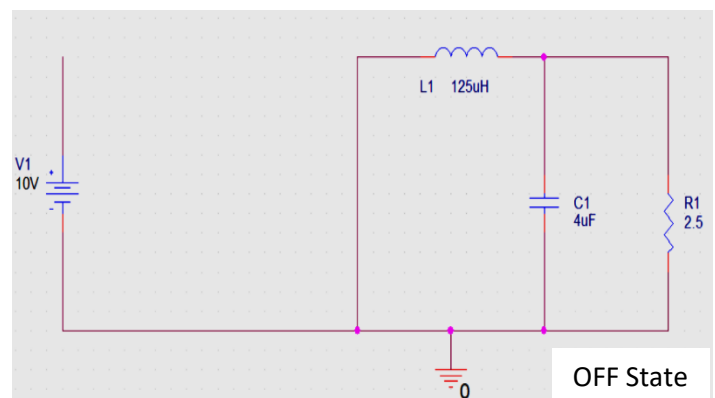 L1 125uH
V1
10V
+
-
C1
4uF
R1
2.5
0
OFF State